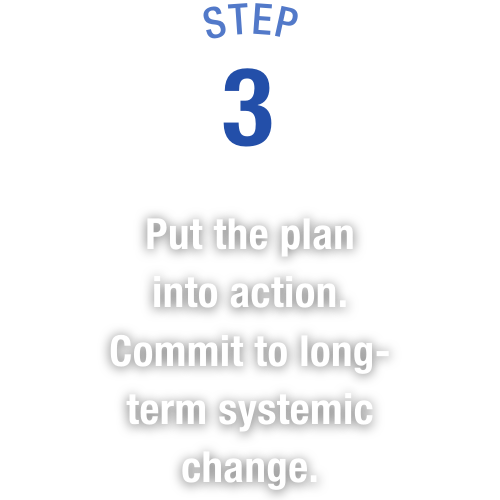 STEP
3
Put the plan
into action.
Commit to long-
term systemic
change.